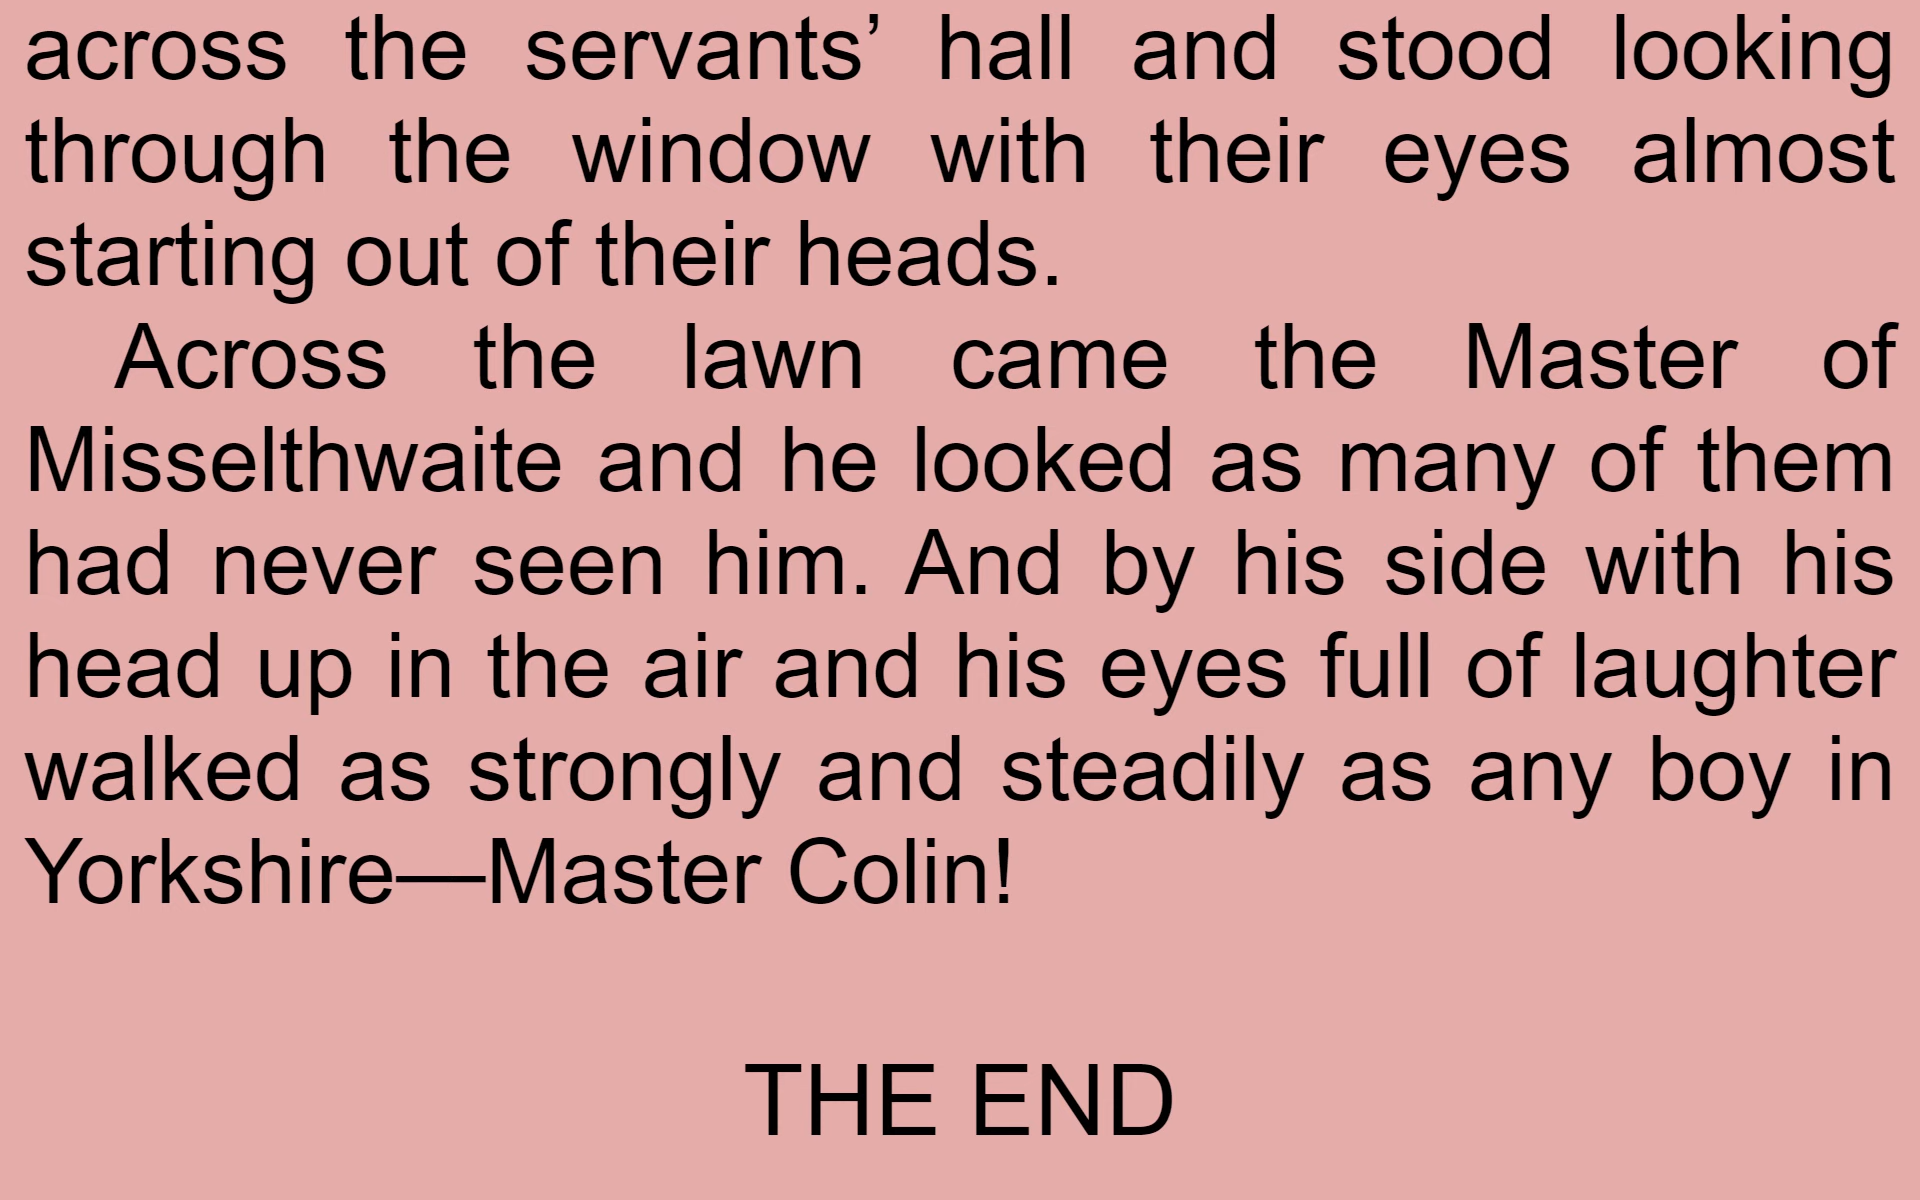 across the servants’ hall and stood looking
through the window with their eyes almost
starting out of their heads.
Across the lawn came the Master of
Misselthwaite and he looked as many of them
had never seen him. And by his side with his
head up in the air and his eyes full of laughter
walked as strongly and steadily as any boy in
Yorkshire—Master Colin!
THE END